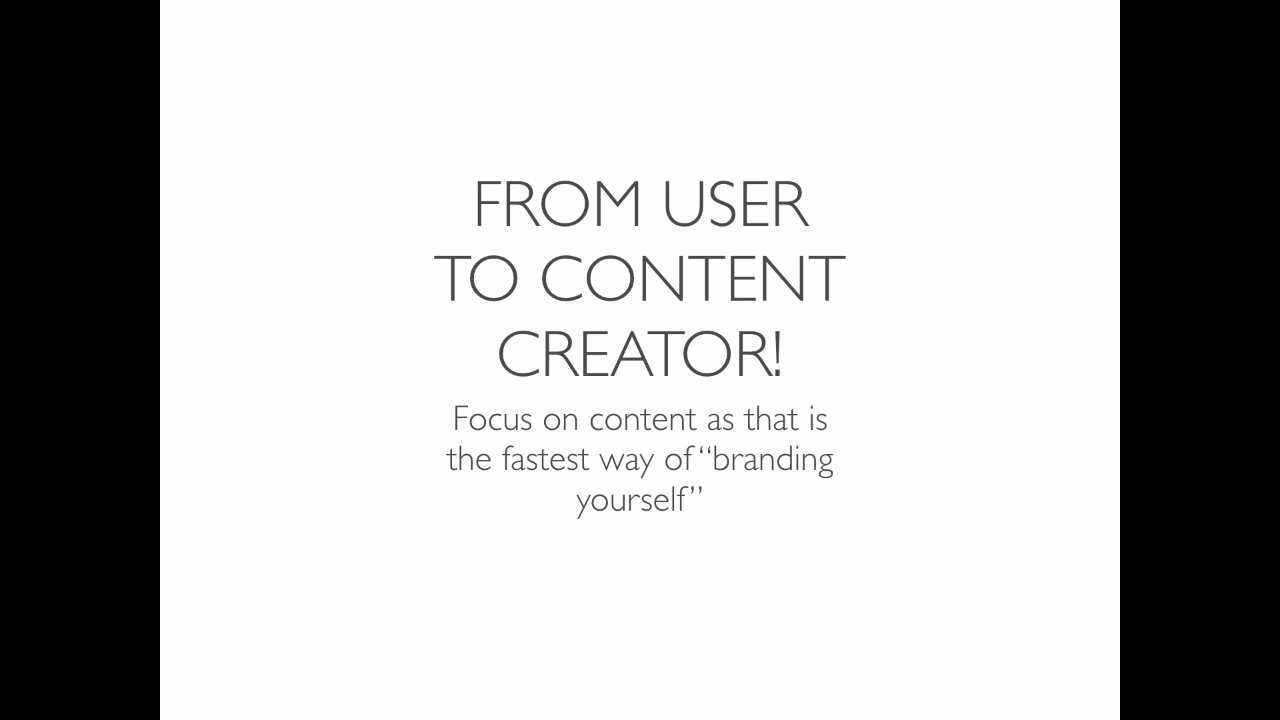 FROM USER
TO CONTENT
CREATOR!
Focus on content as that is
the fastest way of “branding
yourself”